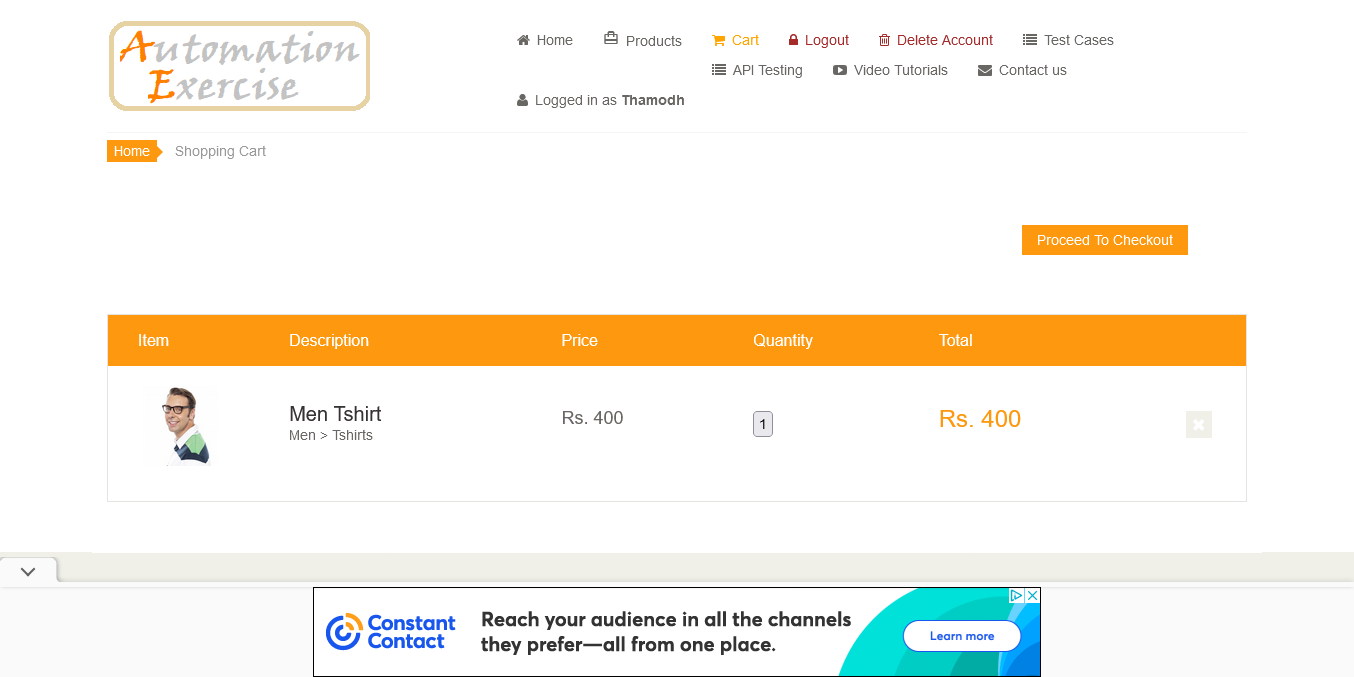 Automation
Exercise
Home Products Cart Logout Delete Account Test Cases
API Testing Video Tutorials Contact us
Logged in as Thamodh
Home Shopping Cart
Proceed To Checkout
Item Description Price Quantity Total
Men Tshirt Rs. 400 1 Rs. 400
Men > Tshirts
Constant
Contact
Reach your audience in all the channels
they prefer—all from one place.
Learn more